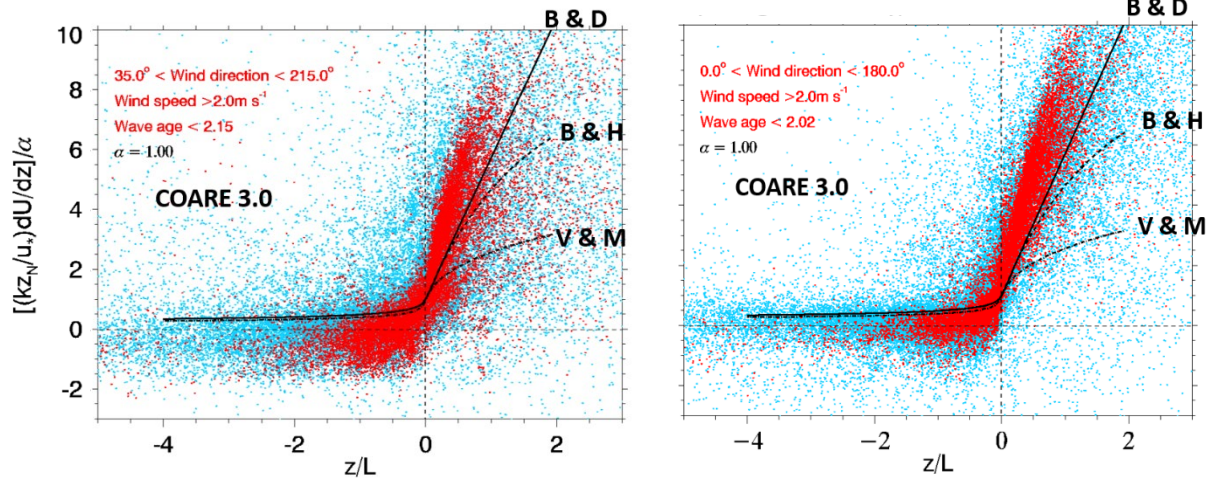 B & D
10
35.0° < Wind direction < 215.0°
8
Wind speed >2.0m s⁻¹
B & H
Wave age < 2.15
6
α = 1.00
COARE 3.0
4
V & M
2
0
-2
[(kz_N/u_*)dU/dz]/α
-4
-2
0
2
z/L
B & D
0.0° < Wind direction <180.0°
Wind speed >2.0m s⁻¹
B & H
Wave age < 2.02
α = 1.00
COARE 3.0
V & M
−4
−2
0
2
z/L